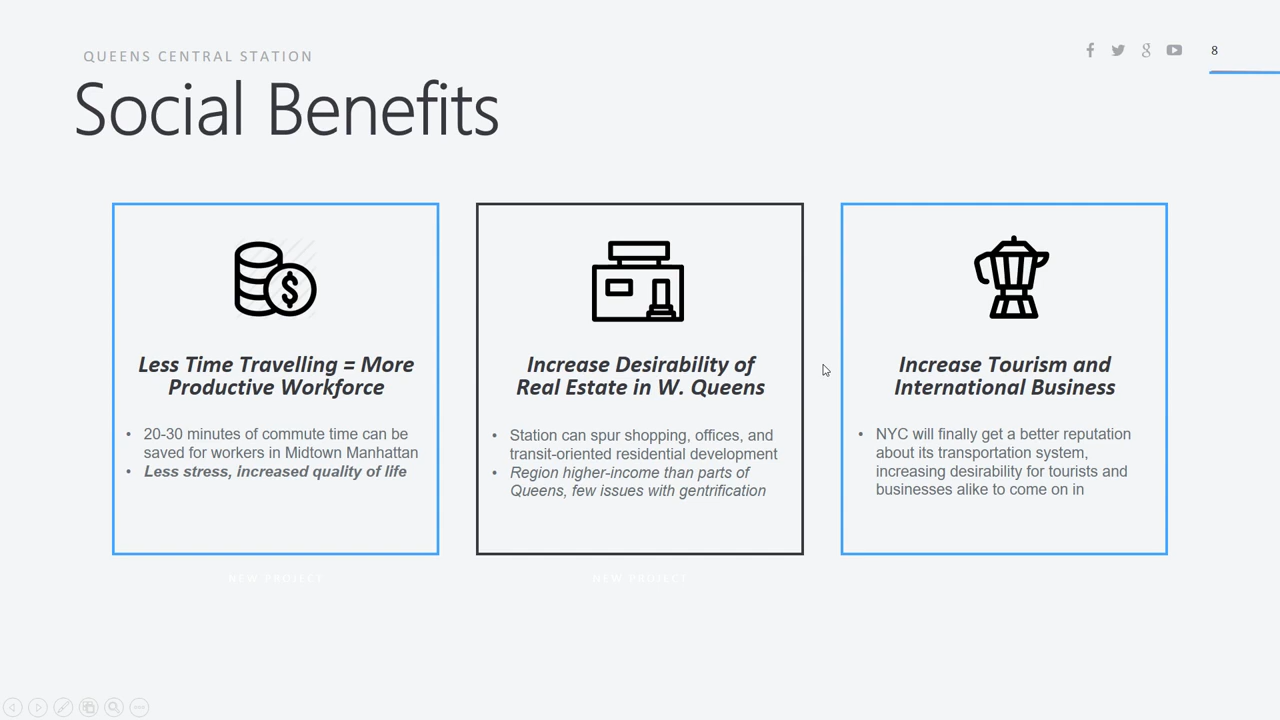 QUEENS CENTRAL STATION
8
Social Benefits
Less Time Travelling = More
Productive Workforce
• 20-30 minutes of commute time can be
saved for workers in Midtown Manhattan
• Less stress, increased quality of life
Increase Desirability of
Real Estate in W. Queens
• Station can spur shopping, offices, and
transit-oriented residential development
• Region higher-income than parts of
Queens, few issues with gentrification
Increase Tourism and
International Business
• NYC will finally get a better reputation
about its transportation system,
increasing desirability for tourists and
businesses alike to come on in
NEW PROJECT
NEW PROJECT